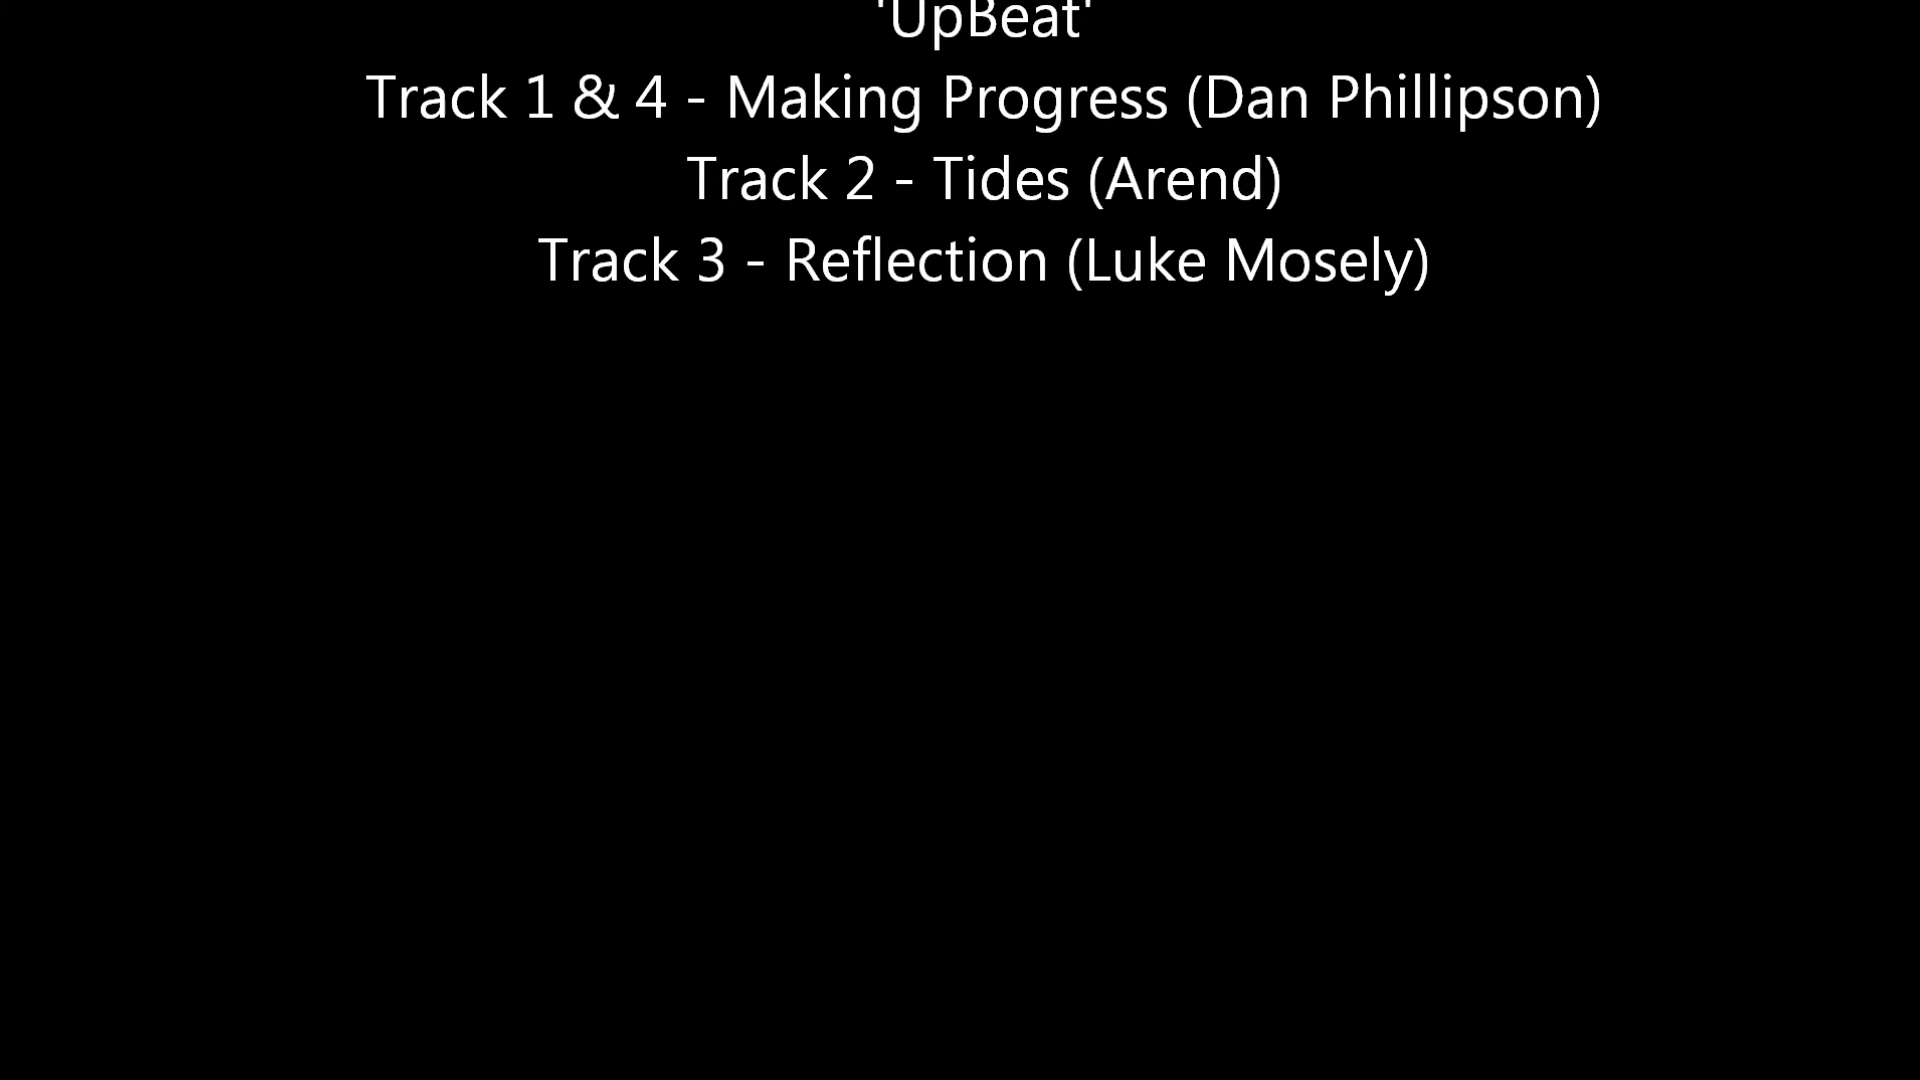 'UpBeat'
Track 1 & 4 - Making Progress (Dan Phillipson)
Track 2 - Tides (Arend)
Track 3 - Reflection (Luke Mosely)